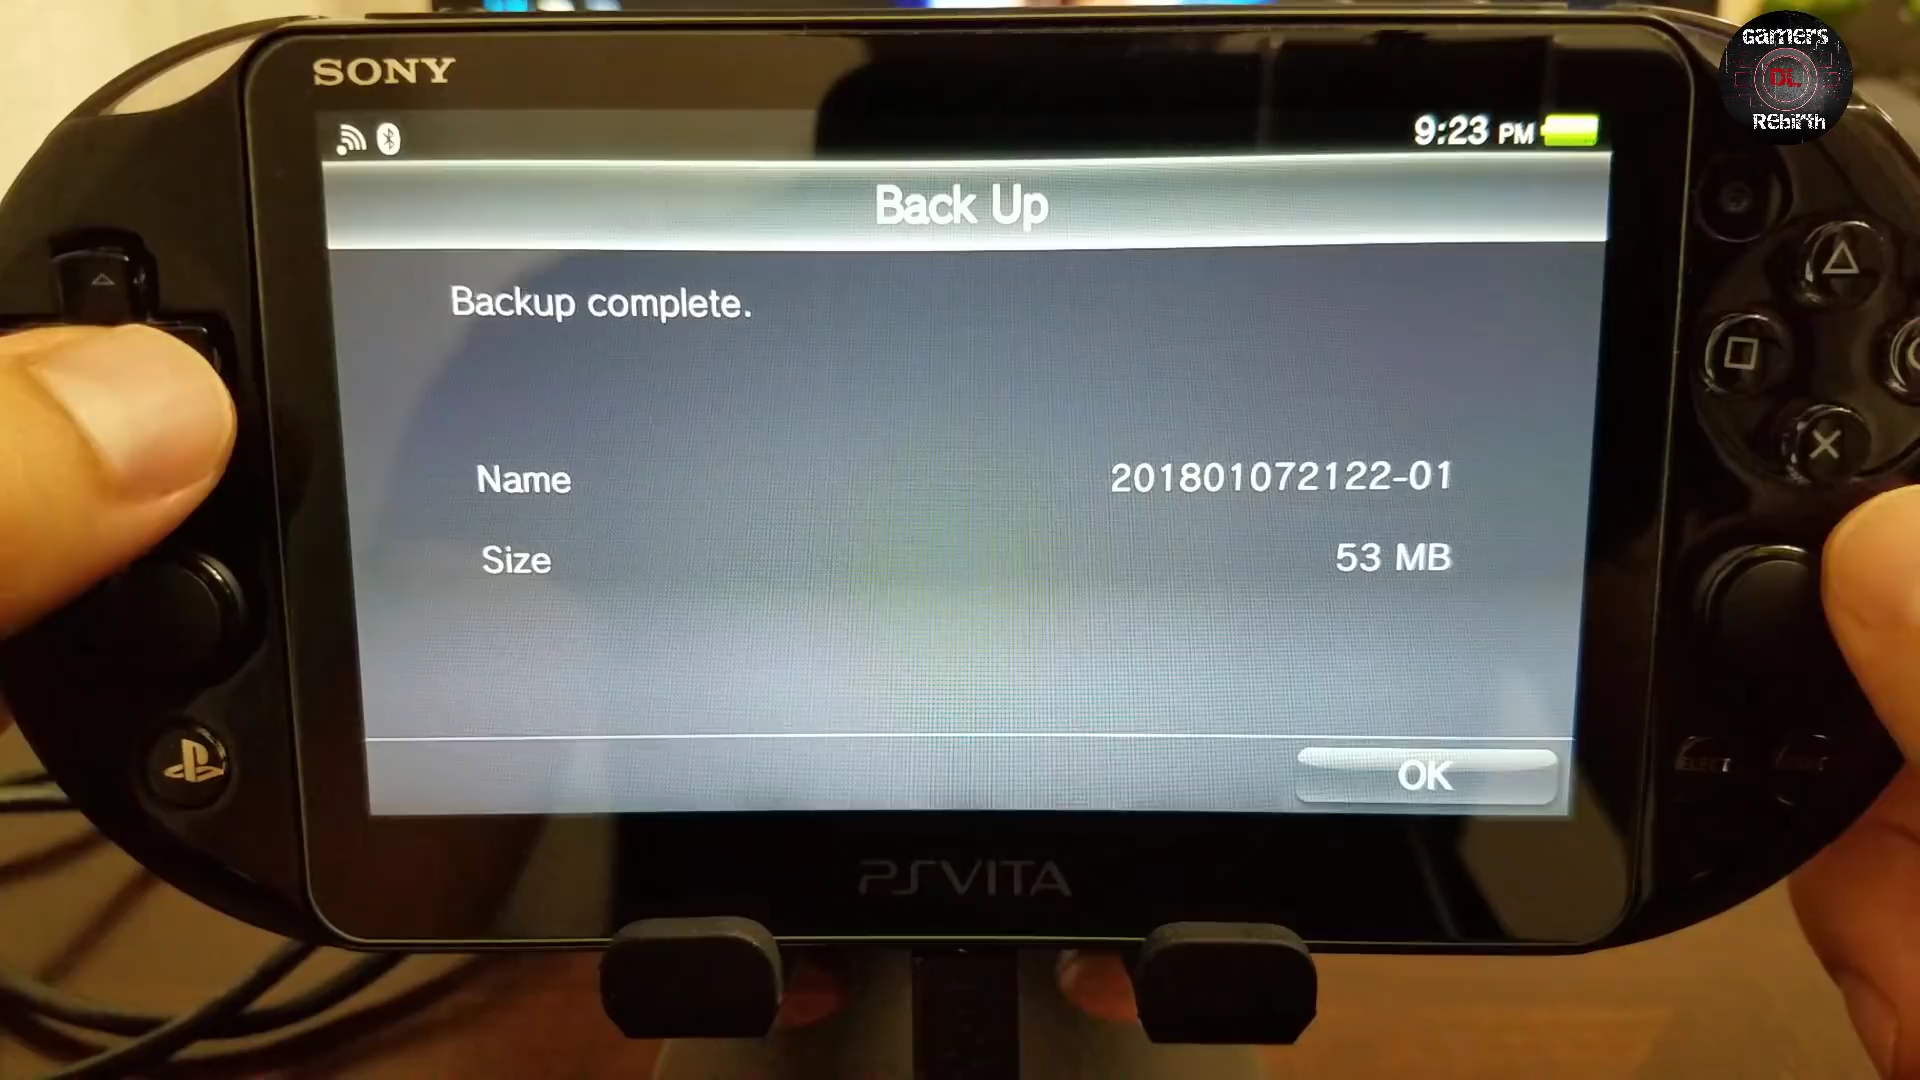 SONY
GamErs
DL
REbirth
9:23 PM
Back Up
Backup complete.
Name 201801072122-01
Size 53 MB
OK
PSVITA